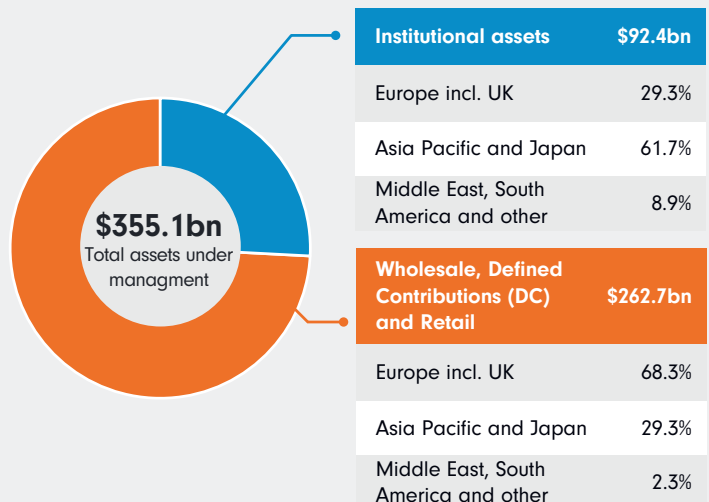 $355.1bn
Total assets under
managment
Institutional assets $92.4bn
Europe incl. UK 29.3%
Asia Pacific and Japan 61.7%
Middle East, South
America and other 8.9%
Wholesale, Defined
Contributions (DC) $262.7bn
and Retail
Europe incl. UK 68.3%
Asia Pacific and Japan 29.3%
Middle East, South
America and other 2.3%